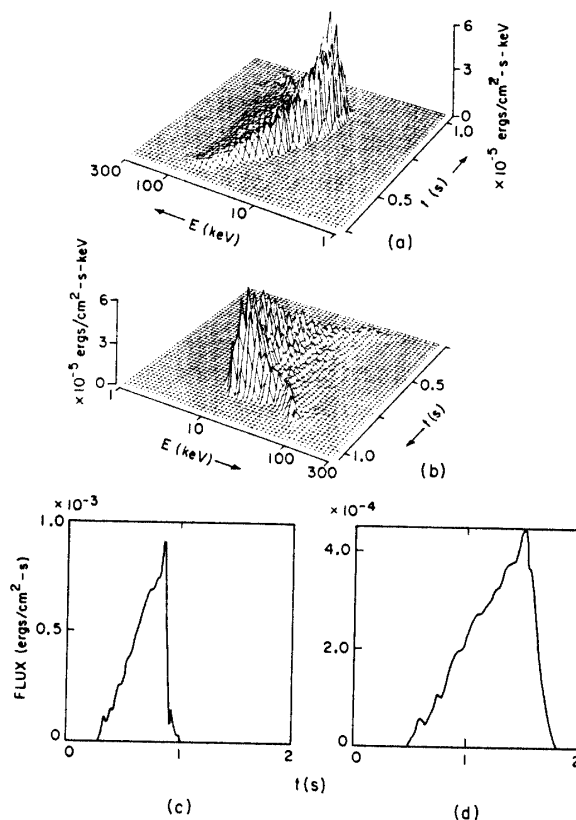 6
3
0
× 10⁻⁵ ergs/cm²-s-keV
1.0
0.5
t (s)
300
100
10
1
E (keV)
(a)
× 10⁻⁵ ergs/cm²-s-keV
6
3
0
1
10
100
300
E (keV)
0.5
1.0
t(s)
(b)
× 10⁻³
1.0
0.5
0
FLUX (ergs/cm²-s)
0
1
2
(c)
t(s)
× 10⁻⁴
4.0
2.0
0
0
1
2
(d)